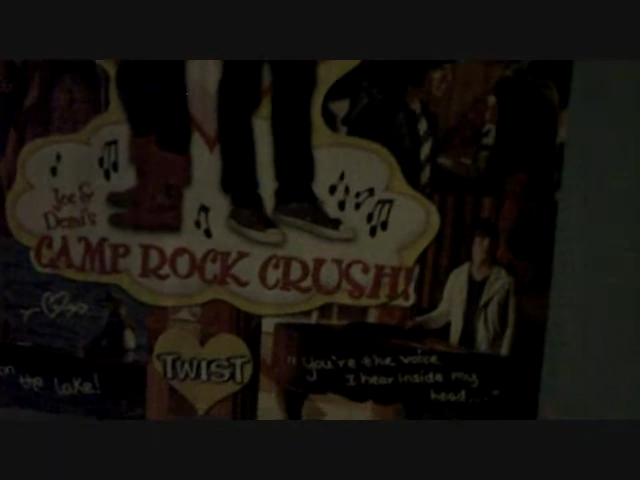 Joe &
Demi's
CAMP ROCK CRUSH!
on the Lake!
TWIST
"You're the voice
I hear inside my
head..."